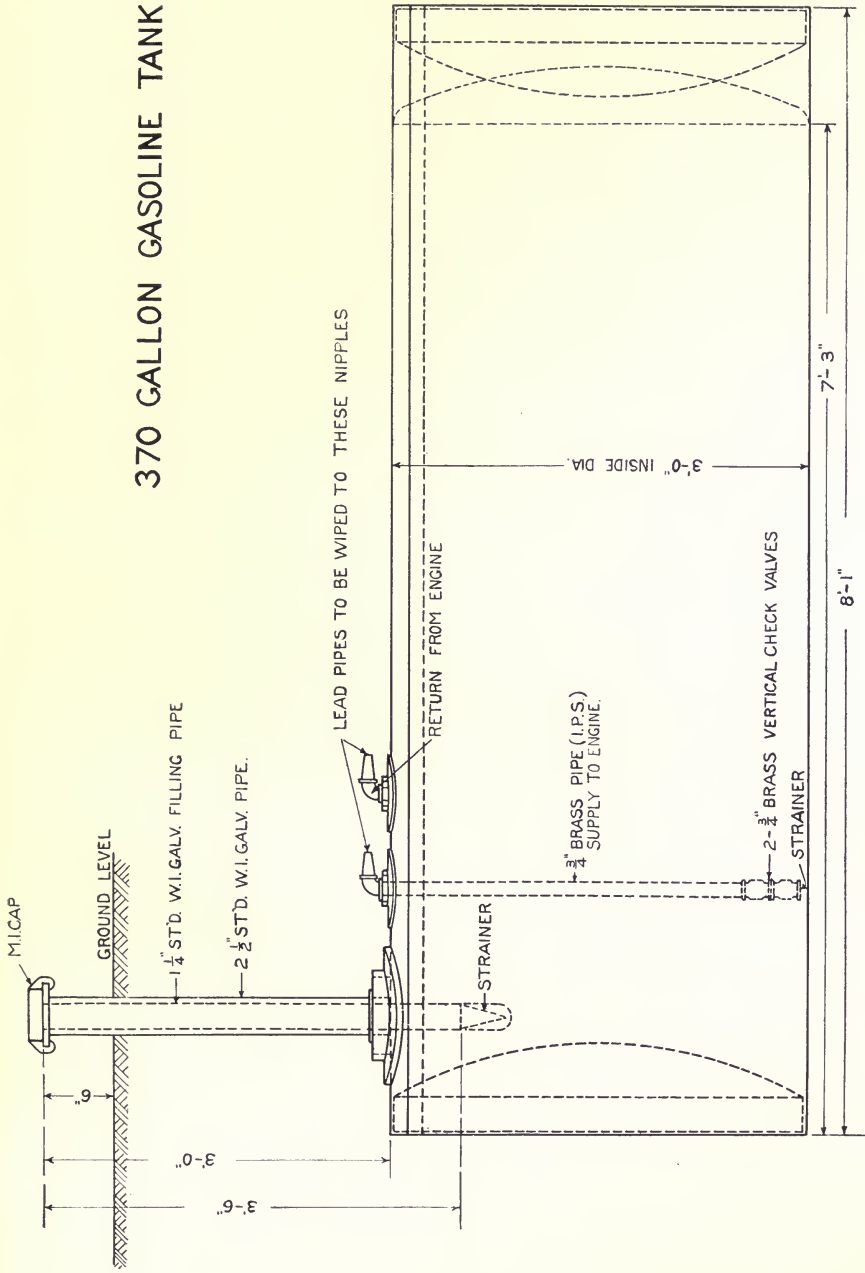 370 GALLON GASOLINE TANK
M.I.CAP
GROUND LEVEL
1 1/4" ST'D. W.I. GALV. FILLING PIPE
2 1/2" ST'D. W.I. GALV. PIPE.
LEAD PIPES TO BE WIPED TO THESE NIPPLES
RETURN FROM ENGINE
6"
3'-0"
3'-6"
STRAINER
3/4" BRASS PIPE (I.P.S.)
SUPPLY TO ENGINE.
3'-0" INSIDE DIA.
2-3/4" BRASS VERTICAL CHECK VALVES
STRAINER
7'-3"
8'-1"